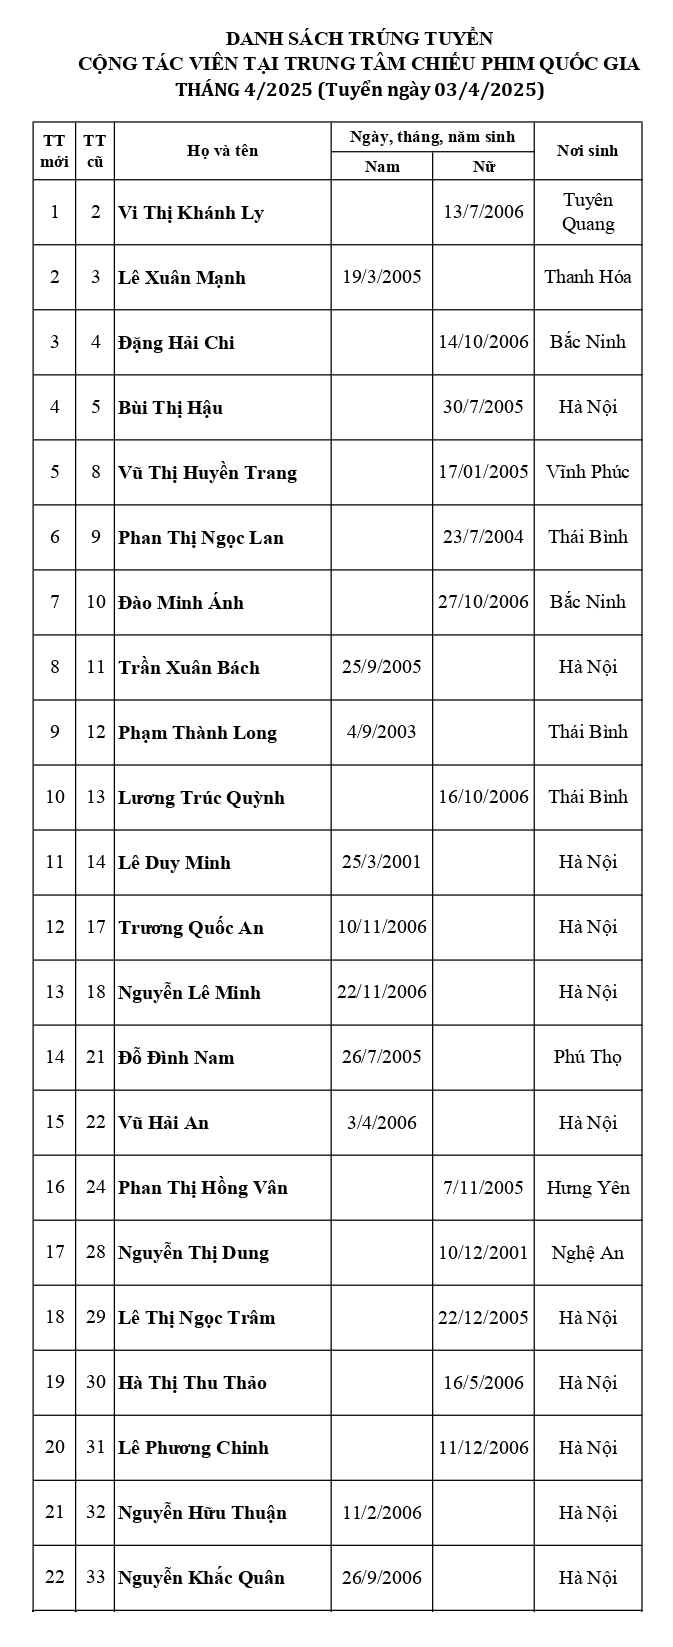 DANH SÁCH TRÚNG TUYỂN
CỘNG TÁC VIÊN TẠI TRUNG TÂM CHIẾU PHIM QUỐC GIA
THÁNG 4/2025 (Tuyển ngày 03/4/2025)
TT mới TT cũ Họ và tên Ngày, tháng, năm sinh Nơi sinh
Nam Nữ
1 2 Vi Thị Khánh Ly 13/7/2006 Tuyên Quang
2 3 Lê Xuân Mạnh 19/3/2005 Thanh Hóa
3 4 Đặng Hải Chi 14/10/2006 Bắc Ninh
4 5 Bùi Thị Hậu 30/7/2005 Hà Nội
5 8 Vũ Thị Huyền Trang 17/01/2005 Vĩnh Phúc
6 9 Phan Thị Ngọc Lan 23/7/2004 Thái Bình
7 10 Đào Minh Ánh 27/10/2006 Bắc Ninh
8 11 Trần Xuân Bách 25/9/2005 Hà Nội
9 12 Phạm Thành Long 4/9/2003 Thái Bình
10 13 Lương Trúc Quỳnh 16/10/2006 Thái Bình
11 14 Lê Duy Minh 25/3/2001 Hà Nội
12 17 Trương Quốc An 10/11/2006 Hà Nội
13 18 Nguyễn Lê Minh 22/11/2006 Hà Nội
14 21 Đỗ Đình Nam 26/7/2005 Phú Thọ
15 22 Vũ Hải An 3/4/2006 Hà Nội
16 24 Phan Thị Hồng Vân 7/11/2005 Hưng Yên
17 28 Nguyễn Thị Dung 10/12/2001 Nghệ An
18 29 Lê Thị Ngọc Trâm 22/12/2005 Hà Nội
19 30 Hà Thị Thu Thảo 16/5/2006 Hà Nội
20 31 Lê Phương Chinh 11/12/2006 Hà Nội
21 32 Nguyễn Hữu Thuận 11/2/2006 Hà Nội
22 33 Nguyễn Khắc Quân 26/9/2006 Hà Nội